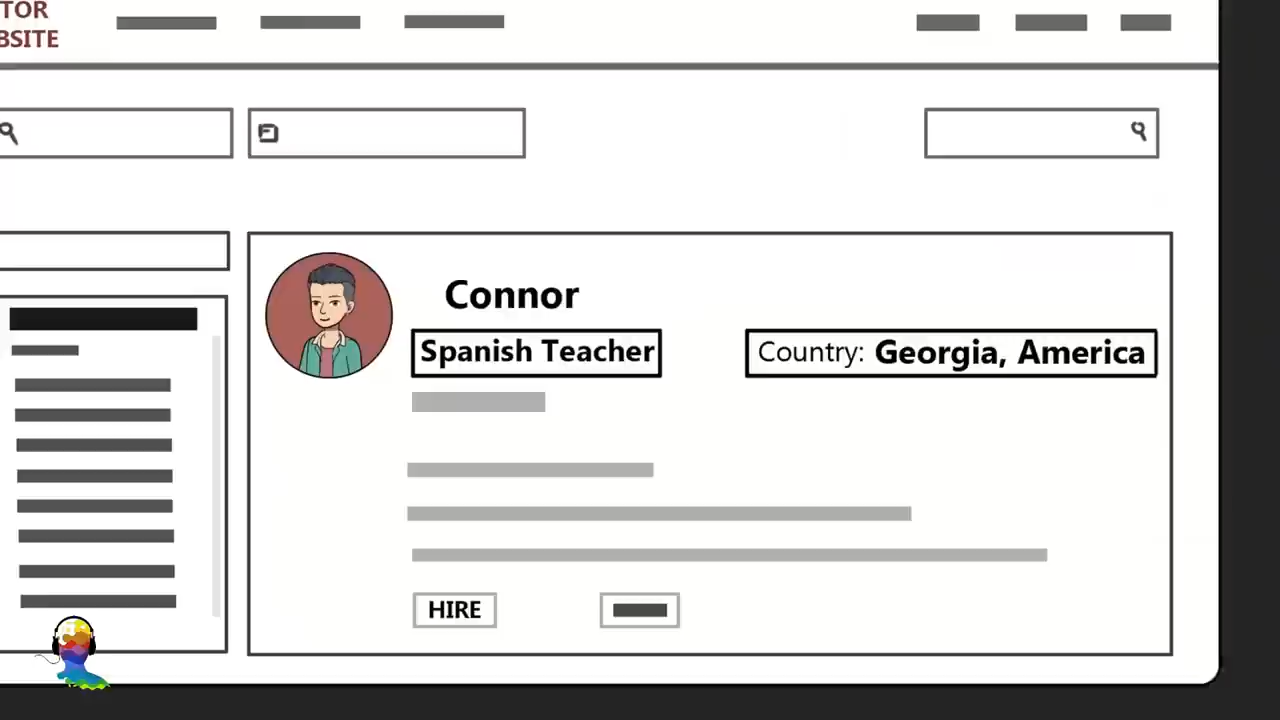 TOR
BSITE
Connor
Spanish Teacher
Country: Georgia, America
HIRE